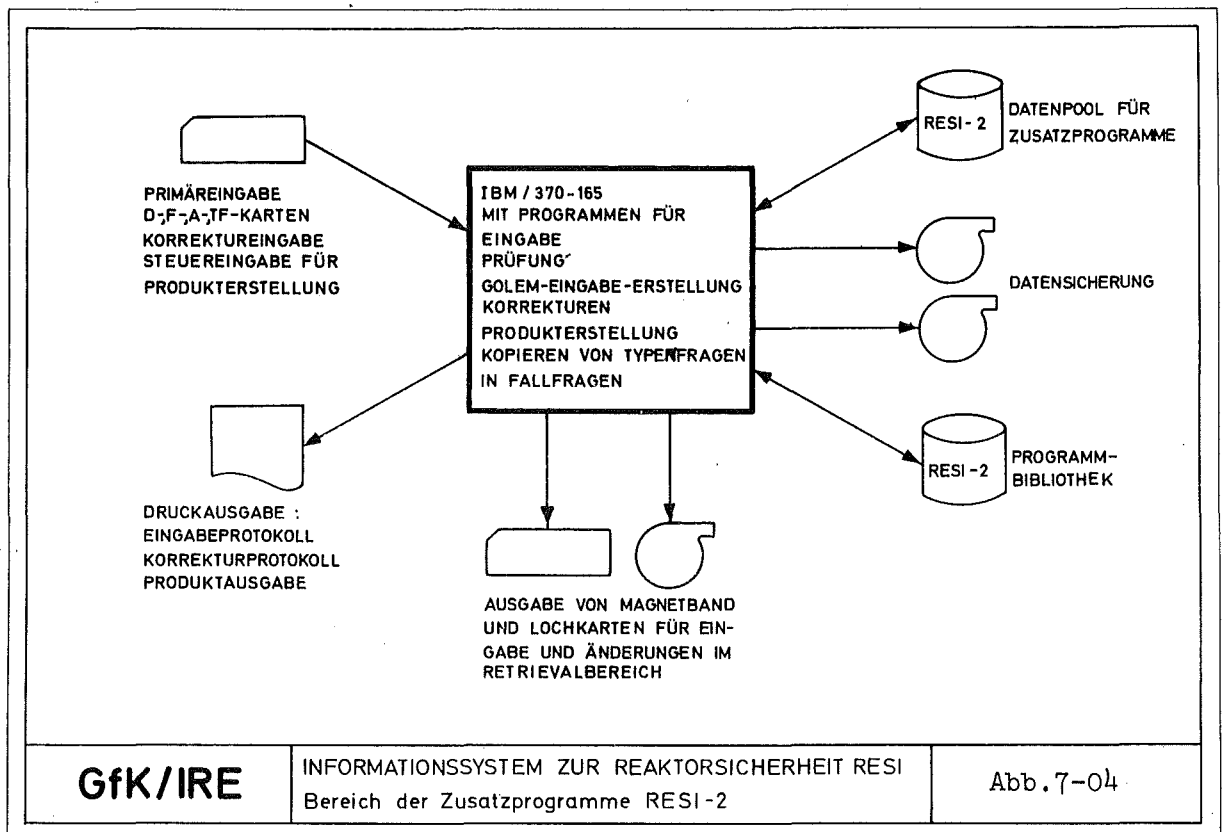 PRIMÄREINGABE
D-,F-,A-,TF-KARTEN
KORREKTUREINGABE
STEUEREINGABE FÜR
PRODUKTERSTELLUNG
IBM / 370-165
MIT PROGRAMMEN FÜR
EINGABE
PRÜFUNG
GOLEM-EINGABE-ERSTELLUNG
KORREKTUREN
PRODUKTERSTELLUNG
KOPIEREN VON TYPENFRAGEN
IN FALLFRAGEN
RESI-2
DATENPOOL FÜR
ZUSATZPROGRAMME
DATENSICHERUNG
RESI-2
PROGRAMM-
BIBLIOTHEK
DRUCKAUSGABE :
EINGABEPROTOKOLL
KORREKTURPROTOKOLL
PRODUKTAUSGABE
AUSGABE VON MAGNETBAND
UND LOCHKARTEN FÜR EIN-
GABE UND ÄNDERUNGEN IM
RETRIEVALBEREICH
GfK/IRE
INFORMATIONSSYSTEM ZUR REAKTORSICHERHEIT RESI
Bereich der Zusatzprogramme RESI-2
Abb.7-04